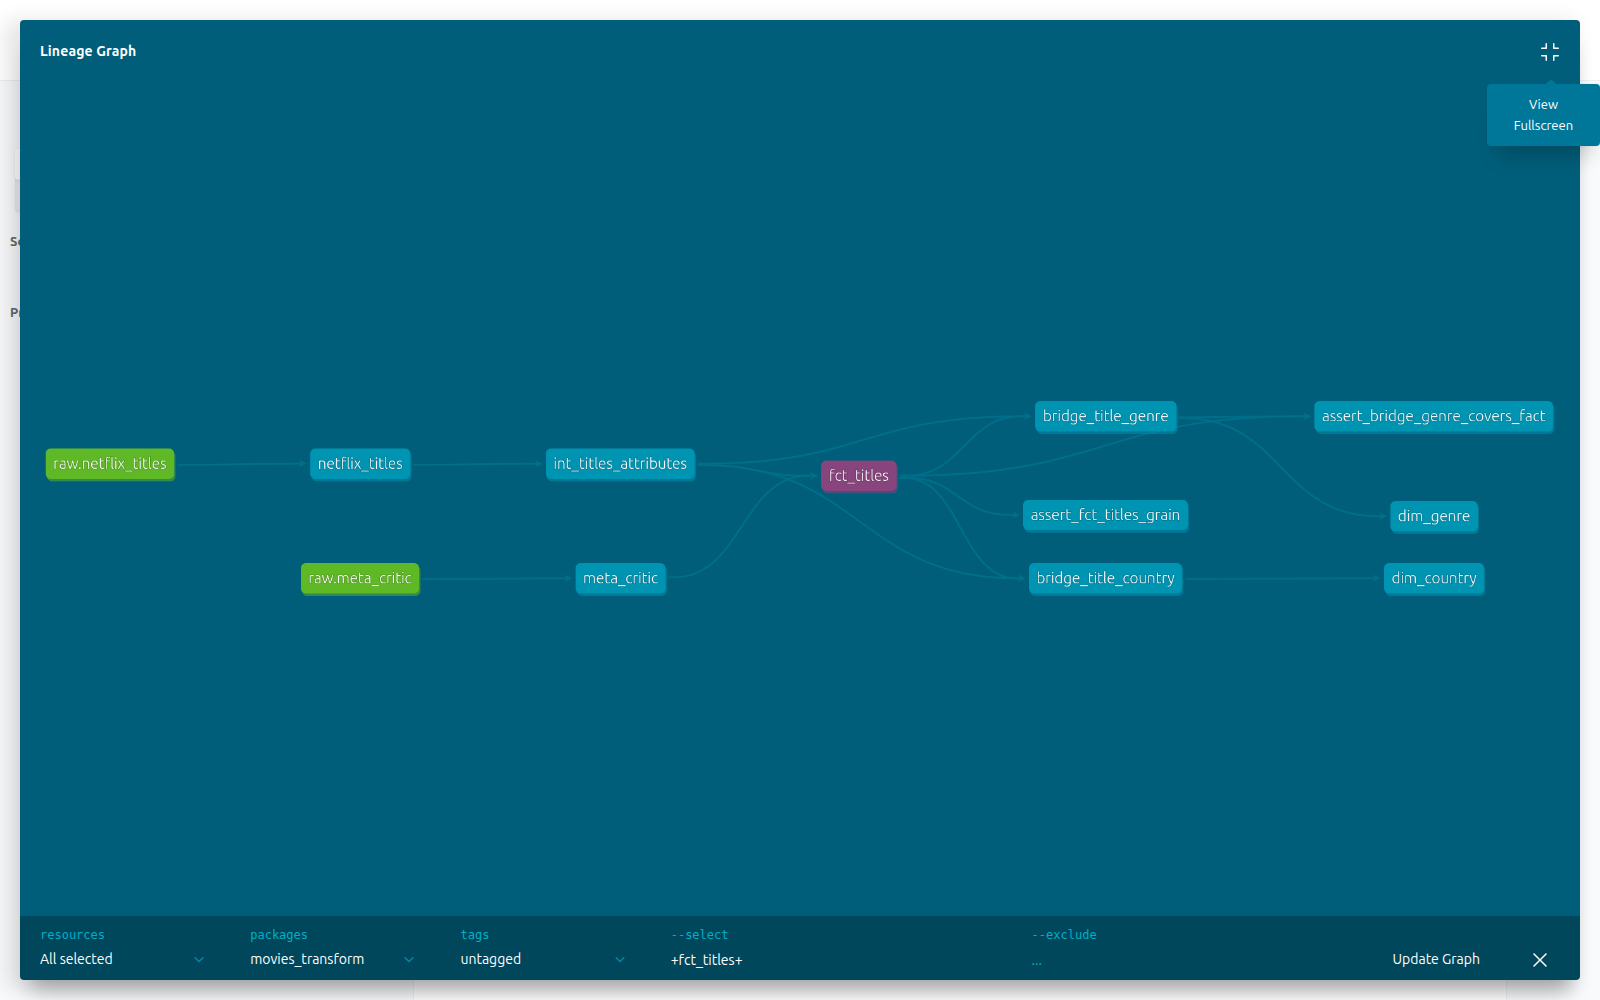 Lineage Graph
View
Fullscreen
bridge_title_genre
assert_bridge_genre_covers_fact
raw.netflix_titles
netflix_titles
int_titles_attributes
fct_titles
assert_fct_titles_grain
dim_genre
raw.meta_critic
meta_critic
bridge_title_country
dim_country
resources
packages
tags
--select
--exclude
All selected
movies_transform
untagged
+fct_titles+
...
Update Graph